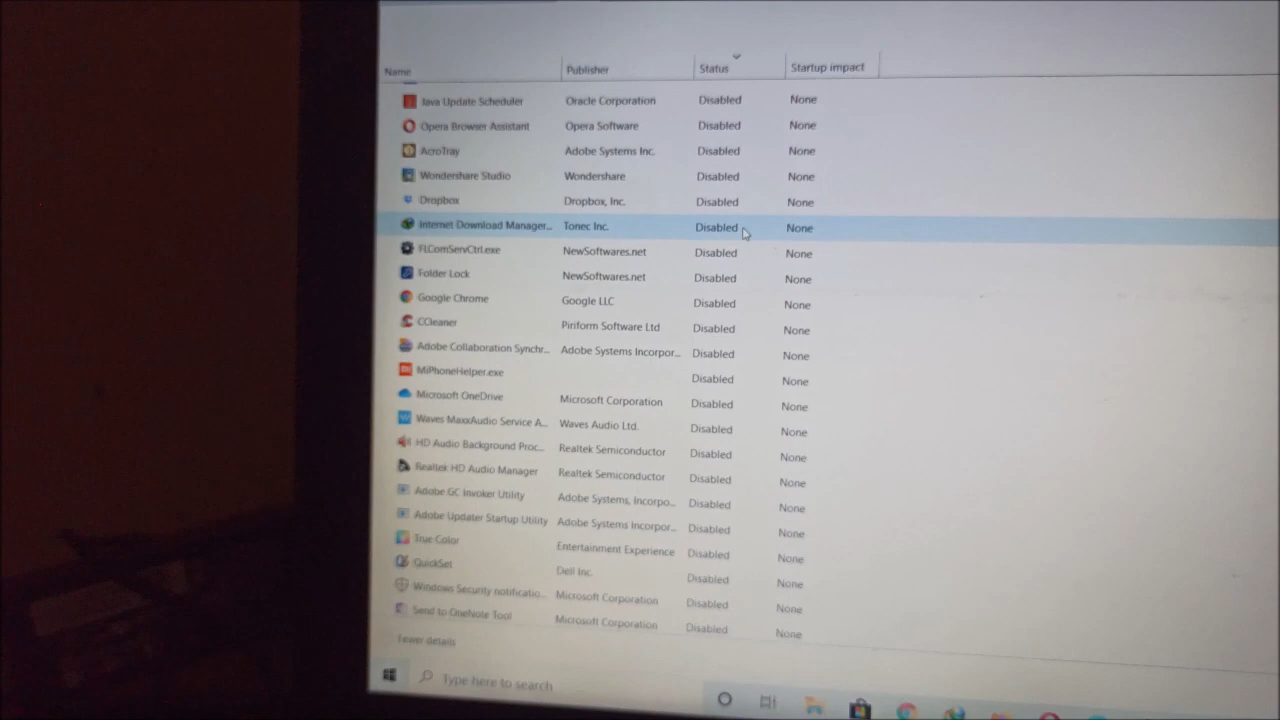 Name Publisher Status Startup impact
Java Update Scheduler Oracle Corporation Disabled None
Opera Browser Assistant Opera Software Disabled None
AcroTray Adobe Systems Inc. Disabled None
Wondershare Studio Wondershare Disabled None
Dropbox Dropbox, Inc. Disabled None
Internet Download Manager... Tonec Inc. Disabled None
FLComServCtrl.exe NewSoftwares.net Disabled None
Folder Lock NewSoftwares.net Disabled None
Google Chrome Google LLC Disabled None
CCleaner Piriform Software Ltd Disabled None
Adobe Collaboration Synchr... Adobe Systems Incorpor... Disabled None
MiPhoneHelper.exe Disabled None
Microsoft OneDrive Microsoft Corporation Disabled None
Waves MaxxAudio Service A... Waves Audio Ltd. Disabled None
HD Audio Background Proc... Realtek Semiconductor Disabled None
Realtek HD Audio Manager Realtek Semiconductor Disabled None
Adobe GC Invoker Utility Adobe Systems, Incorpo... Disabled None
Adobe Updater Startup Utility Adobe Systems Incorpor... Disabled None
True Color Entertainment Experience Disabled None
QuickSet Dell Inc. Disabled None
Windows Security notificatio... Microsoft Corporation Disabled None
Send to OneNote Tool Microsoft Corporation Disabled None
Fewer details
Type here to search